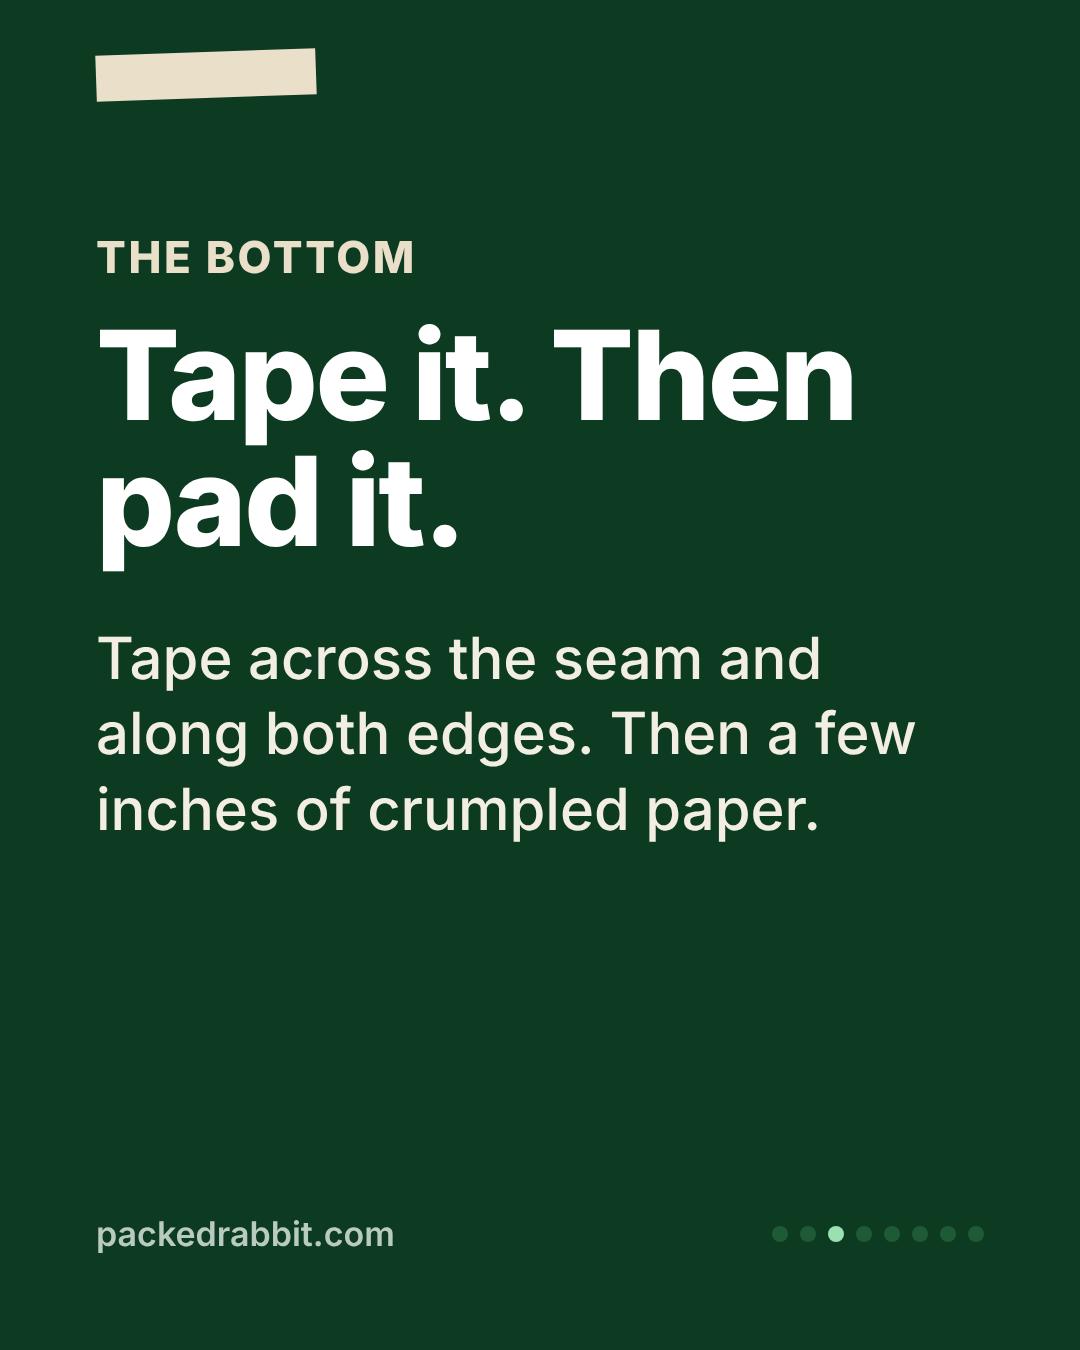 THE BOTTOM
Tape it. Then
pad it.
Tape across the seam and
along both edges. Then a few
inches of crumpled paper.
packedrabbit.com